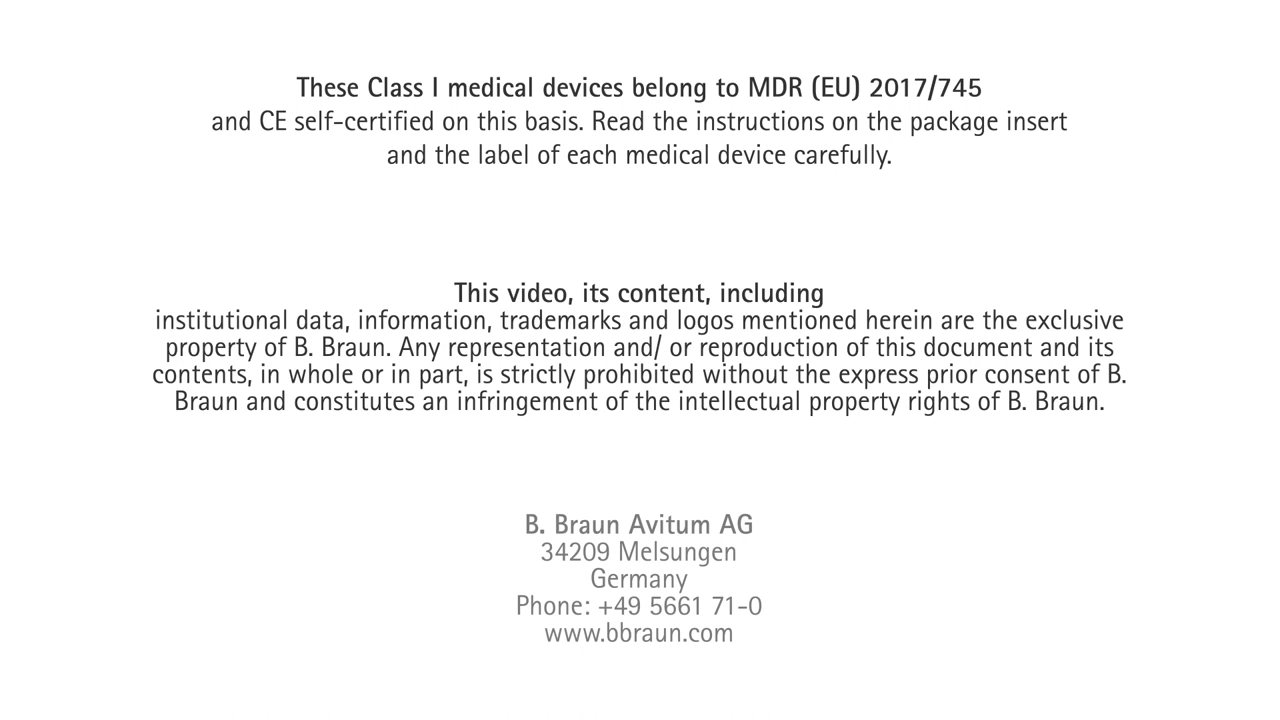 These Class I medical devices belong to MDR (EU) 2017/745
and CE self-certified on this basis. Read the instructions on the package insert
and the label of each medical device carefully.
This video, its content, including
institutional data, information, trademarks and logos mentioned herein are the exclusive
property of B. Braun. Any representation and/ or reproduction of this document and its
contents, in whole or in part, is strictly prohibited without the express prior consent of B.
Braun and constitutes an infringement of the intellectual property rights of B. Braun.
B. Braun Avitum AG
34209 Melsungen
Germany
Phone: +49 5661 71-0
www.bbraun.com